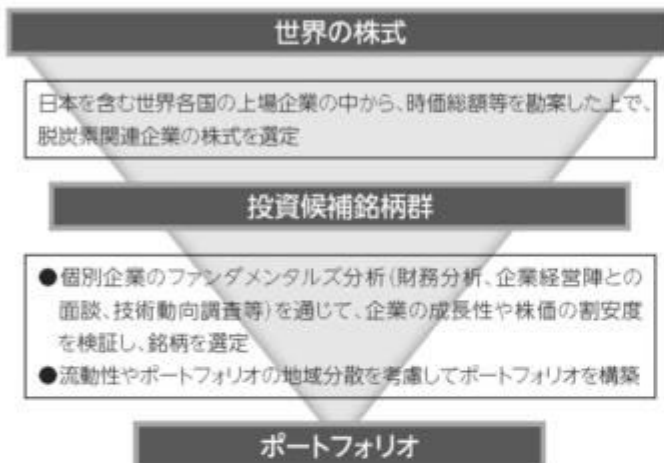 世界の株式
日本を含む世界各国の上場企業の中から、時価総額等を勘案した上で、
脱炭素関連企業の株式を選定
投資候補銘柄群
●個別企業のファンダメンタルズ分析(財務分析、企業経営陣との
面談、技術動向調査等)を通じて、企業の成長性や株価の割安度
を検証し、銘柄を選定
●流動性やポートフォリオの地域分散を考慮してポートフォリオを構築
ポートフォリオ